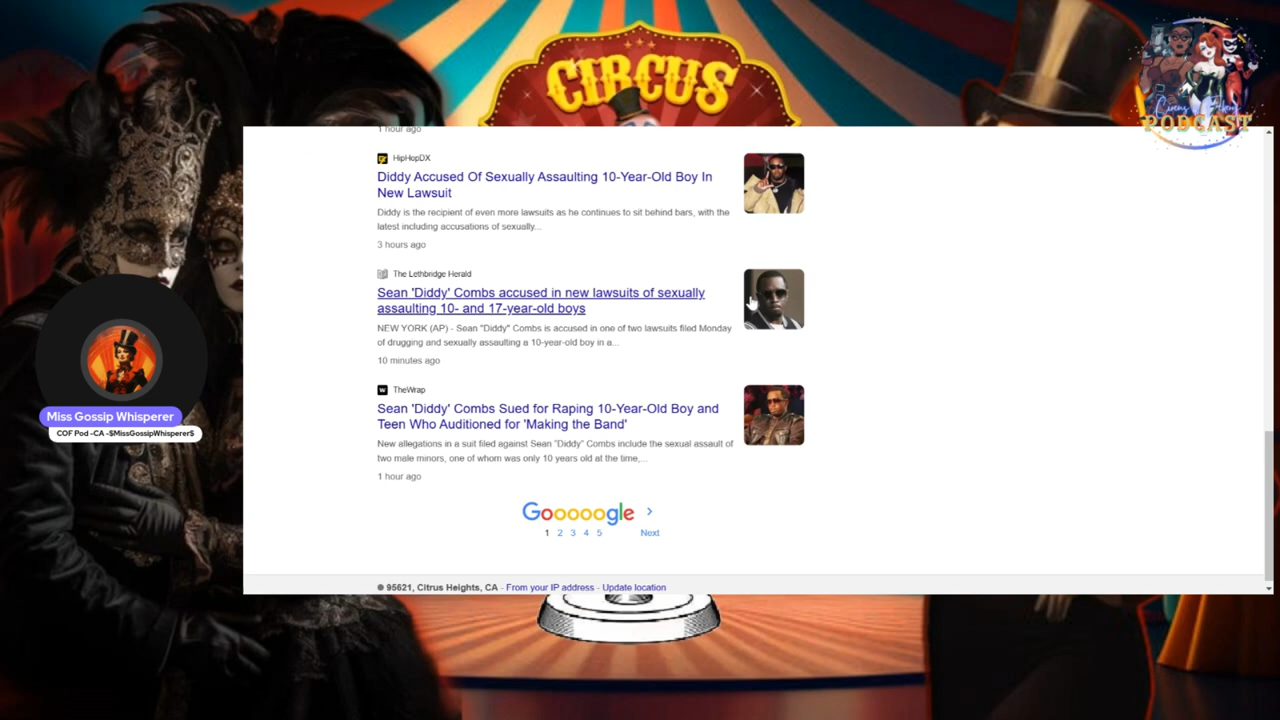 CIRCUS
Circus Flaws
PODCAST
1 hour ago
HipHopDX
Diddy Accused Of Sexually Assaulting 10-Year-Old Boy In
New Lawsuit
Diddy is the recipient of even more lawsuits as he continues to sit behind bars, with the
latest including accusations of sexually...
3 hours ago
The Lethbridge Herald
Sean 'Diddy' Combs accused in new lawsuits of sexually
assaulting 10- and 17-year-old boys
NEW YORK (AP) - Sean "Diddy" Combs is accused in one of two lawsuits filed Monday
of drugging and sexually assaulting a 10-year-old boy in a...
10 minutes ago
TheWrap
Sean 'Diddy' Combs Sued for Raping 10-Year-Old Boy and
Teen Who Auditioned for 'Making the Band'
New allegations in a suit filed against Sean "Diddy" Combs include the sexual assault of
two male minors, one of whom was only 10 years old at the time,...
1 hour ago
Gooooogle >
1 2 3 4 5 Next
95621, Citrus Heights, CA - From your IP address - Update location
Miss Gossip Whisperer
COF Pod -CA -$MissGossipWhisperer$